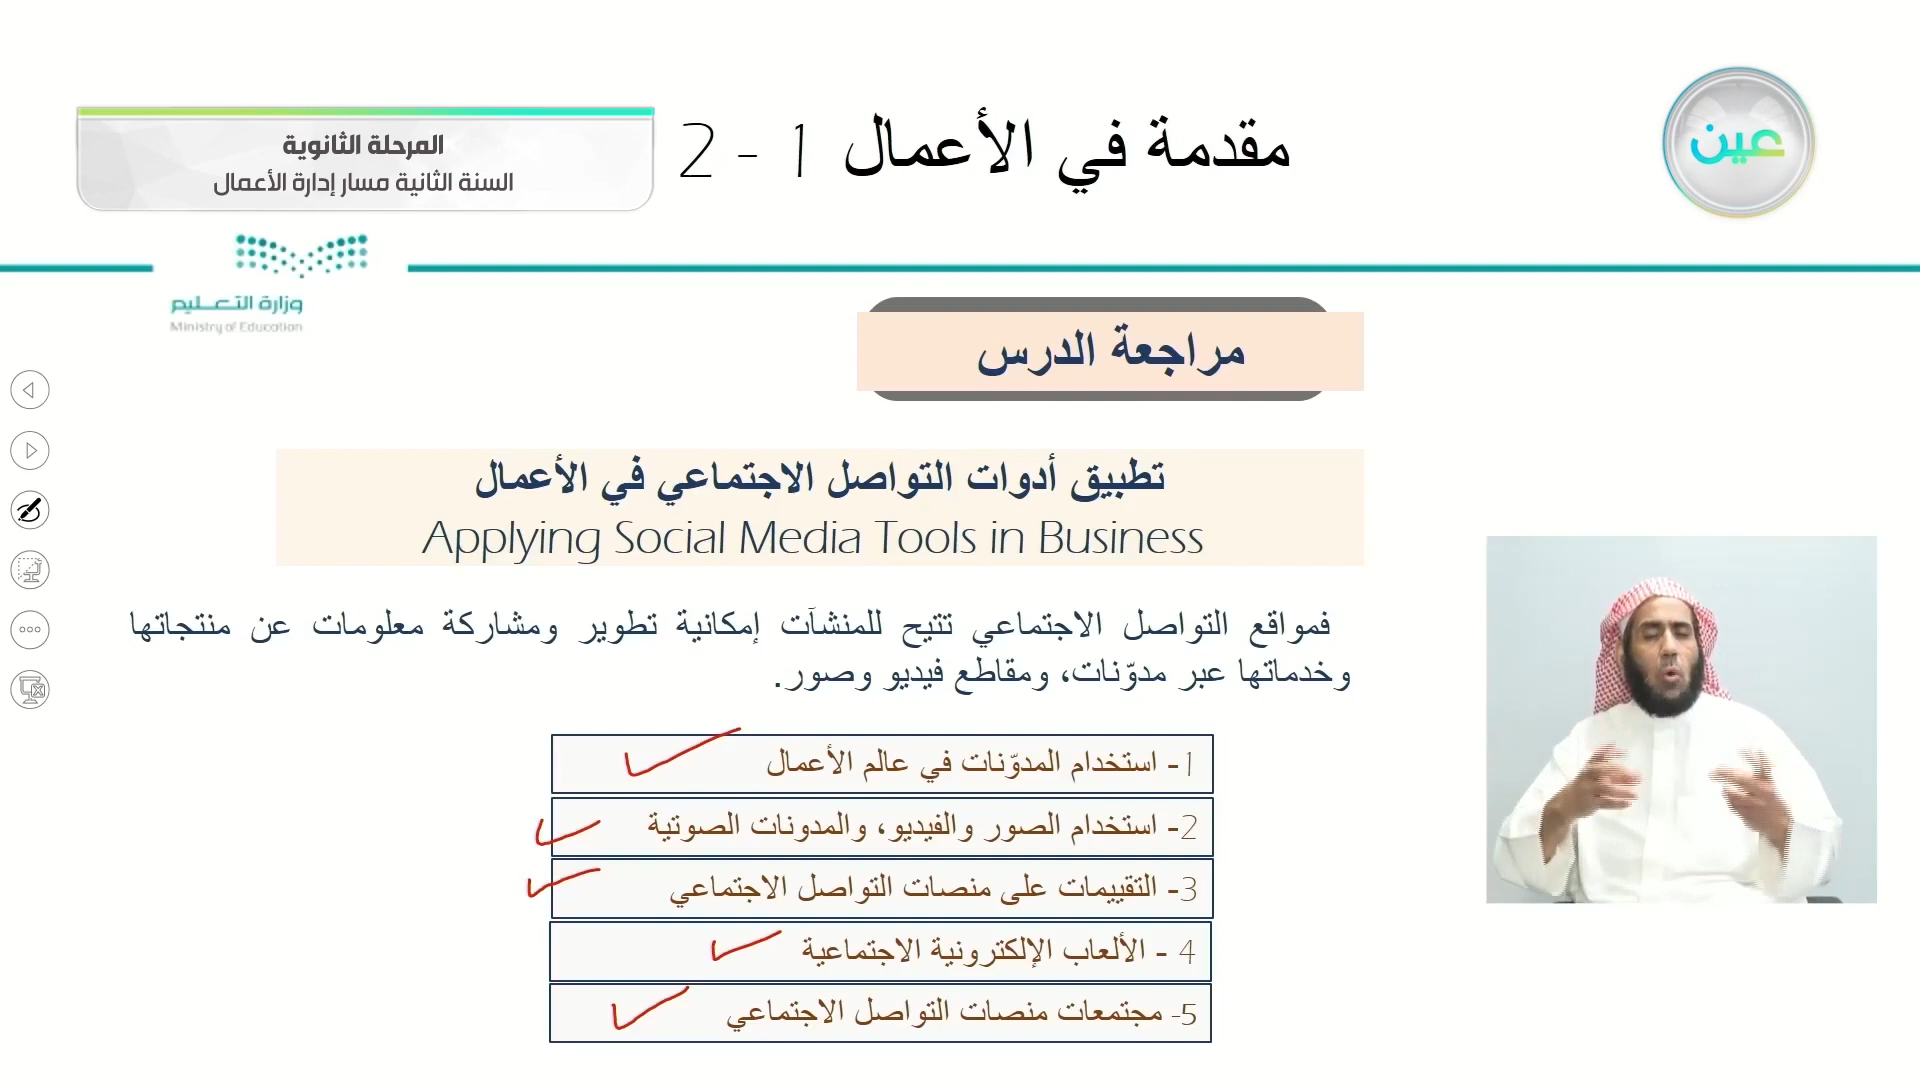 عين
مقدمة في الأعمال 1 - 2
المرحلة الثانوية
السنة الثانية مسار إدارة الأعمال
وزارة التعليم
Ministry of Education
مراجعة الدرس
تطبيق أدوات التواصل الاجتماعي في الأعمال
Applying Social Media Tools in Business
فمواقع التواصل الاجتماعي تتيح للمنشآت إمكانية تطوير ومشاركة معلومات عن منتجاتها
وخدماتها عبر مدوّنات، ومقاطع فيديو وصور.
1- استخدام المدوّنات في عالم الأعمال
2- استخدام الصور والفيديو، والمدونات الصوتية
3- التقييمات على منصات التواصل الاجتماعي
4 - الألعاب الإلكترونية الاجتماعية
5- مجتمعات منصات التواصل الاجتماعي